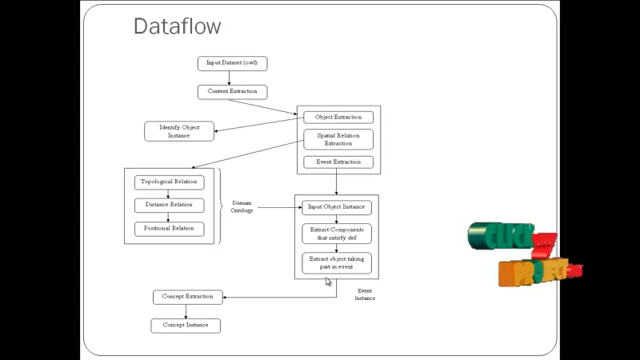 Dataflow
Input Dataset (owl)
Content Extraction
Object Extraction
Identify Object
Instance
Spatial Relation
Extraction
Event Extraction
Topological Relation
Distance Relation
Positional Relation
Domain
Ontology
Input Object Instance
Extract Components
that satisfy def
Extract object taking
part in event
Event
Instance
Concept Extraction
Concept Instance
CLICK